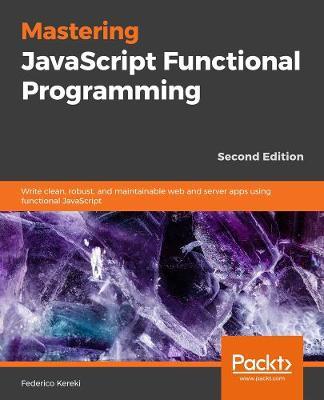 Mastering
JavaScript Functional
Programming
Second Edition
Write clean, robust, and maintainable web and server apps using
functional JavaScript
Packt>
www.packt.com
Federico Kereki